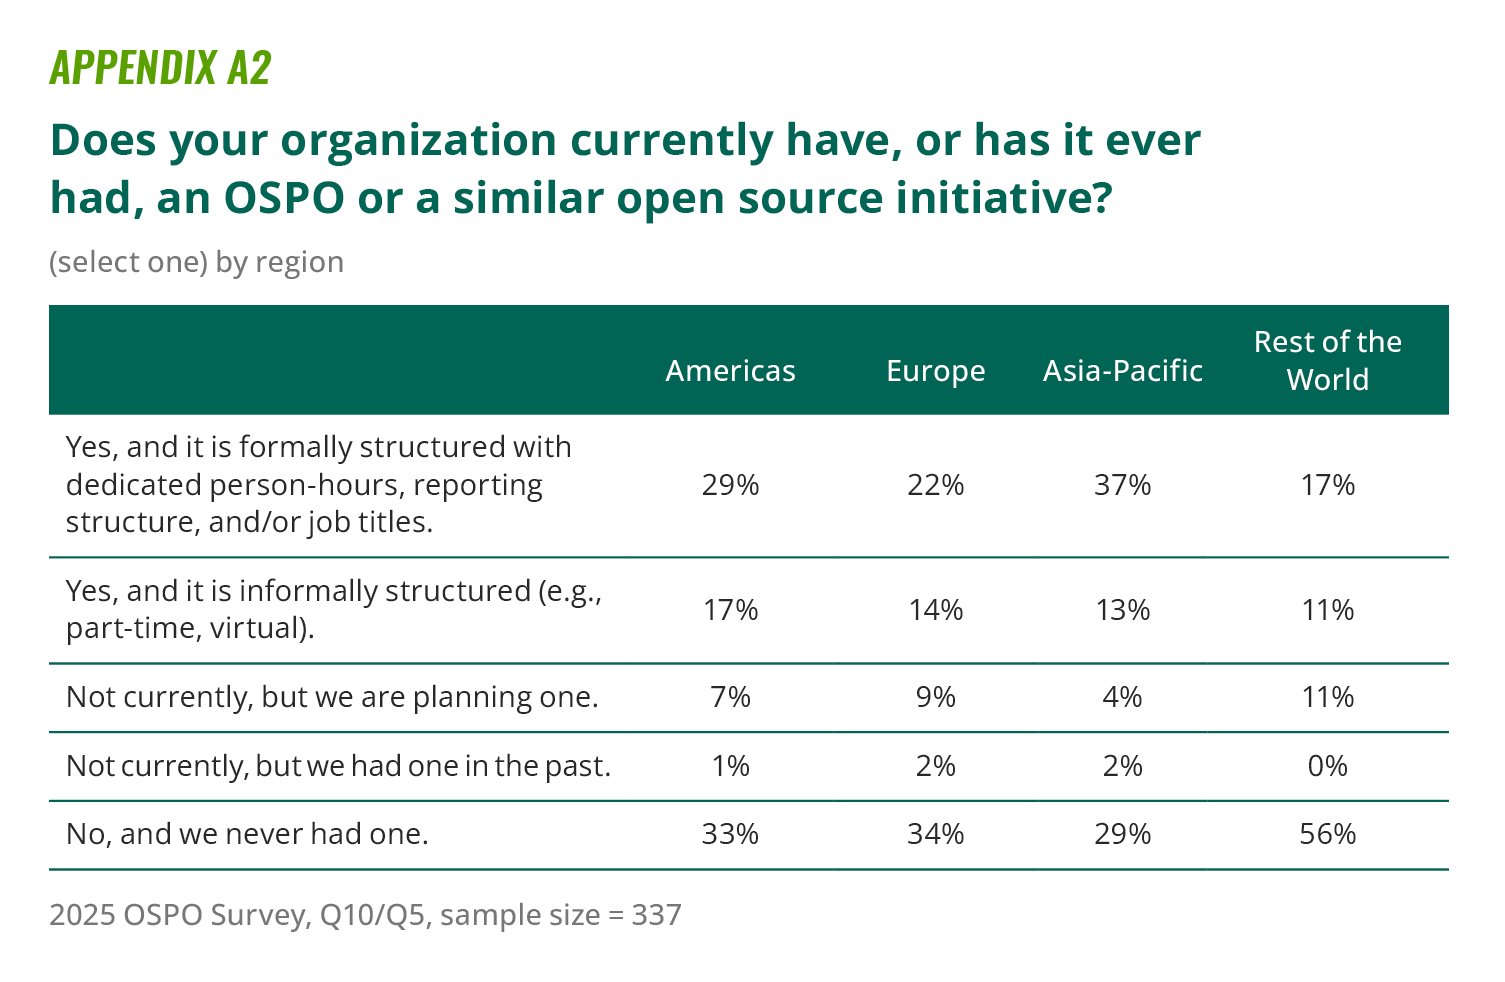 APPENDIX A2
Does your organization currently have, or has it ever
had, an OSPO or a similar open source initiative?
(select one) by region
Americas Europe Asia-Pacific Rest of the World
Yes, and it is formally structured with
dedicated person-hours, reporting
structure, and/or job titles.
29% 22% 37% 17%
Yes, and it is informally structured (e.g.,
part-time, virtual).
17% 14% 13% 11%
Not currently, but we are planning one. 7% 9% 4% 11%
Not currently, but we had one in the past. 1% 2% 2% 0%
No, and we never had one. 33% 34% 29% 56%
2025 OSPO Survey, Q10/Q5, sample size = 337